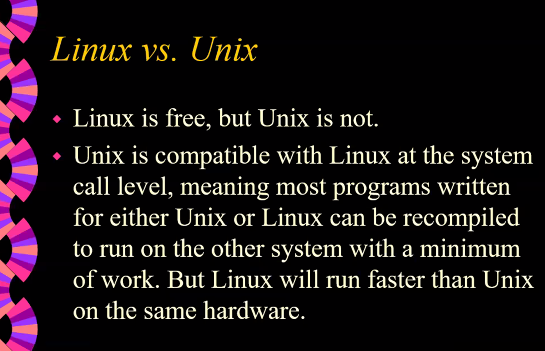 Linux vs. Unix
Linux is free, but Unix is not.
Unix is compatible with Linux at the system
call level, meaning most programs written
for either Unix or Linux can be recompiled
to run on the other system with a minimum
of work. But Linux will run faster than Unix
on the same hardware.